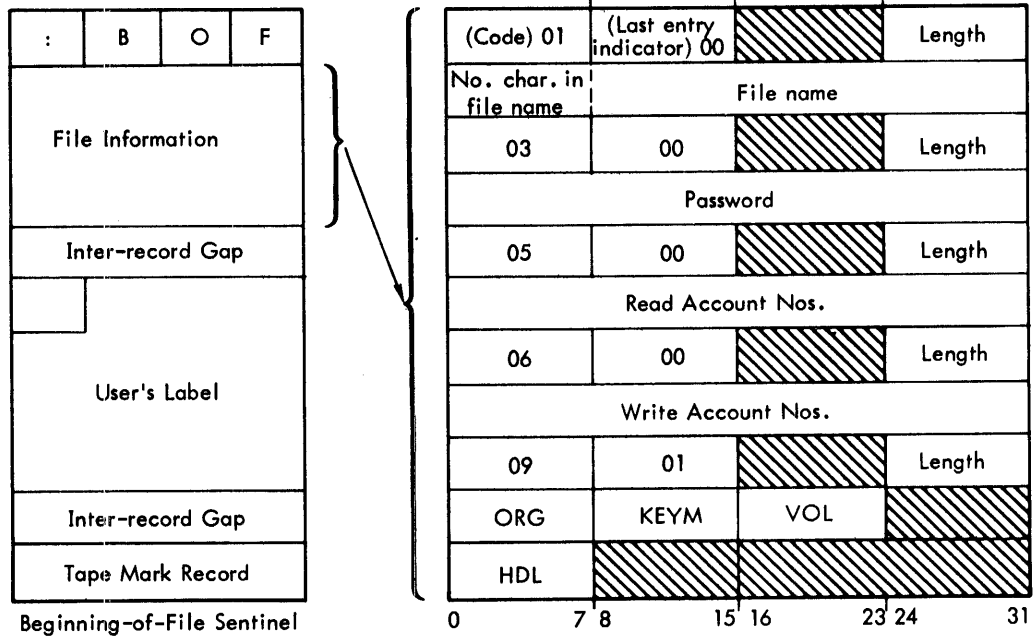 : B O F
File Information
Inter-record Gap
User's Label
Inter-record Gap
Tape Mark Record
Beginning-of-File Sentinel
(Code) 01 (Last entry indicator) 00 Length
No. char. in file name File name
03 00 Length
Password
05 00 Length
Read Account Nos.
06 00 Length
Write Account Nos.
09 01 Length
ORG KEYM VOL
HDL
0 7 8 15 16 23 24 31